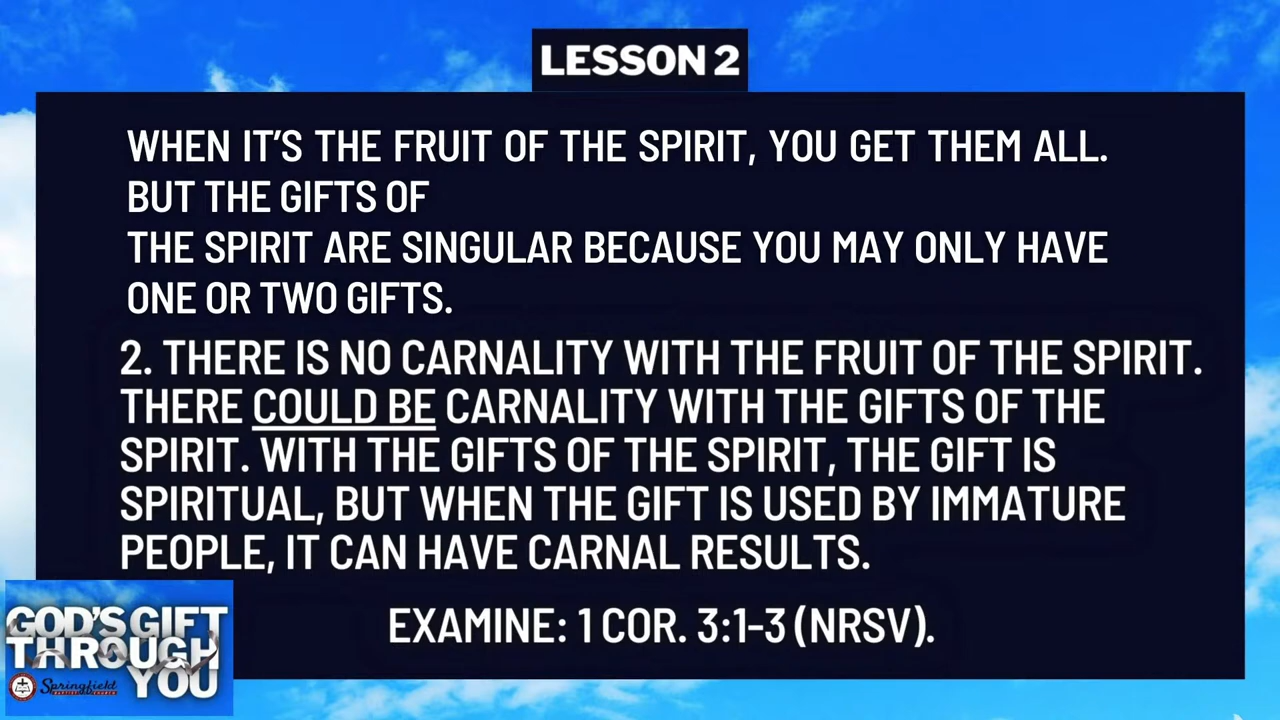 LESSON 2
WHEN IT'S THE FRUIT OF THE SPIRIT, YOU GET THEM ALL.
BUT THE GIFTS OF
THE SPIRIT ARE SINGULAR BECAUSE YOU MAY ONLY HAVE
ONE OR TWO GIFTS.
2. THERE IS NO CARNALITY WITH THE FRUIT OF THE SPIRIT.
THERE COULD BE CARNALITY WITH THE GIFTS OF THE
SPIRIT. WITH THE GIFTS OF THE SPIRIT, THE GIFT IS
SPIRITUAL, BUT WHEN THE GIFT IS USED BY IMMATURE
PEOPLE, IT CAN HAVE CARNAL RESULTS.
EXAMINE: 1 COR. 3:1-3 (NRSV).
GOD'S GIFT
THROUGH
YOU
Springfield
BAPTIST CHURCH